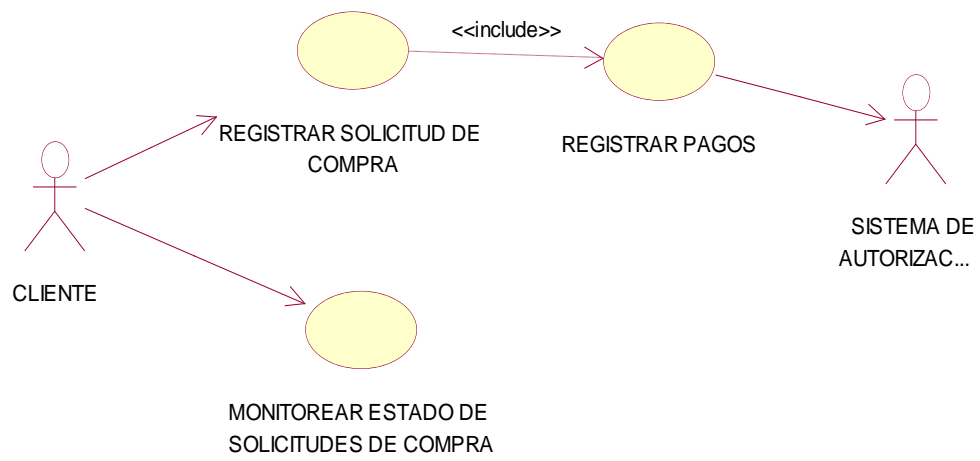 <<include>>
REGISTRAR SOLICITUD DE
COMPRA
REGISTRAR PAGOS
SISTEMA DE
AUTORIZAC...
CLIENTE
MONITOREAR ESTADO DE
SOLICITUDES DE COMPRA